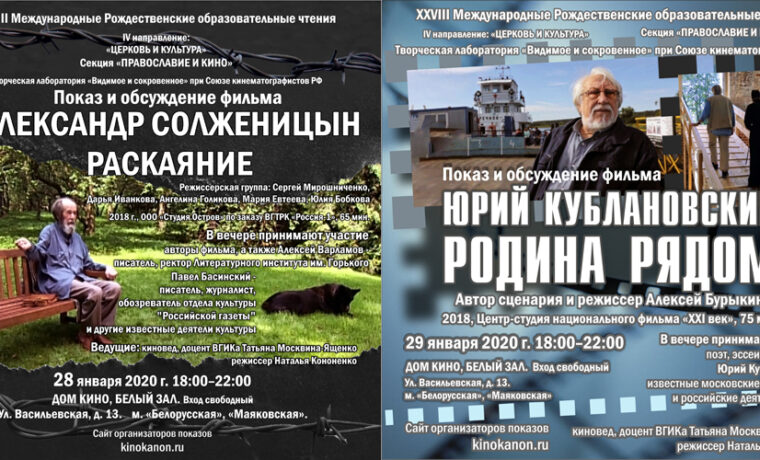 II Международные Рождественские образовательные чтения
IV направление:
«ЦЕРКОВЬ И КУЛЬТУРА»
Секция «ПРАВОСЛАВИЕ И КИНО»
ворческая лаборатория «Видимое и сокровенное» при Союзе кинематографистов РФ
Показ и обсуждение фильма
ЛЕКСАНДР СОЛЖЕНИЦЫН
РАСКАЯНИЕ
Режиссерская группа: Сергей Мирошниченко,
Дарья Иванкова, Ангелина Голикова, Мария Евтеева, Юлия Бобкова
2018 г., ООО «Студия Остров» по заказу ВГТРК «Россия-1», 65 мин.
В вечере принимают участие
авторы фильма, а также Алексей Варламов -
писатель, ректор Литературного института им. Горького
Павел Басинский -
писатель, журналист,
обозреватель отдела культуры
"Российской газеты"
и другие известные деятели культуры
Ведущие: киновед, доцент ВГИКа Татьяна Москвина-Ященко
режиссер Наталья Кононенко
28 января 2020 г. 18:00–22:00
ДОМ КИНО, БЕЛЫЙ ЗАЛ. Вход свободный
Ул. Васильевская, д. 13. м. «Белорусская», «Маяковская».
Сайт организаторов показов
kinokanon.ru
XXVIII Международные Рождественские образовательные
IV направление: «ЦЕРКОВЬ И КУЛЬТУРА» Секция «ПРАВОСЛАВИЕ И К
Творческая лаборатория «Видимое и сокровенное» при Союзе кинематог
Показ и обсуждение фильма
ЮРИЙ КУБЛАНОВСКИ
РОДИНА РЯДОМ
Автор сценария и режиссер Алексей Бурыкин
2018, Центр-студия национального фильма «XXI век», 75 м
29 января 2020 г. 18:00–22:00
ДОМ КИНО, БЕЛЫЙ ЗАЛ. Вход свободный
Ул. Васильевская, д. 13.
м. «Белорусская», «Маяковская»
В вечере принима
поэт, эссеи
Юрий Ку
известные московские
и российские дея
Сайт организаторов показов
kinokanon.ru
киновед, доцент ВГИКа Татьяна Москви
режиссер Наталь